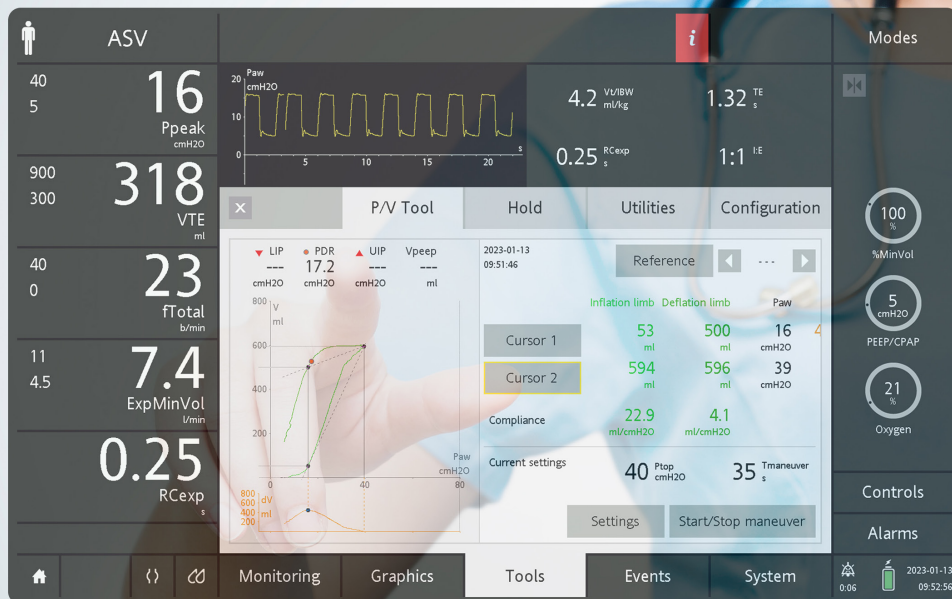 ASV
i
Modes
40
5
16
Ppeak
cmH2O
900
300
318
VTE
ml
40
0
23
fTotal
b/min
11
4.5
7.4
ExpMinVol
l/min
0.25
RCexp
s
Paw
cmH2O
20
10
0
5 10 15 20
s
4.2 Vt/IBW ml/kg
1.32 TE s
0.25 RCexp s
1:1 I:E
X
P/V Tool
Hold
Utilities
Configuration
LIP PDR UIP Vpeep
--- 17.2 --- ---
cmH2O cmH2O cmH2O ml
800
V
ml
600
400
200
Paw
cmH2O
0 40 80
800
600
400
200
dV
ml
2023-01-13
09:51:46
Reference
---
Inflation limb Deflation limb Paw
Cursor 1
53 500 16 4
ml ml cmH2O
Cursor 2
594 596 39
ml ml cmH2O
Compliance
22.9 4.1
ml/cmH2O ml/cmH2O
Current settings
40 Ptop cmH2O
35 Tmaneuver s
Settings
Start/Stop maneuver
100
%
%MinVol
5
cmH2O
PEEP/CPAP
21
%
Oxygen
Controls
Alarms
Monitoring
Graphics
Tools
Events
System
0:06
2023-01-13
09:52:56